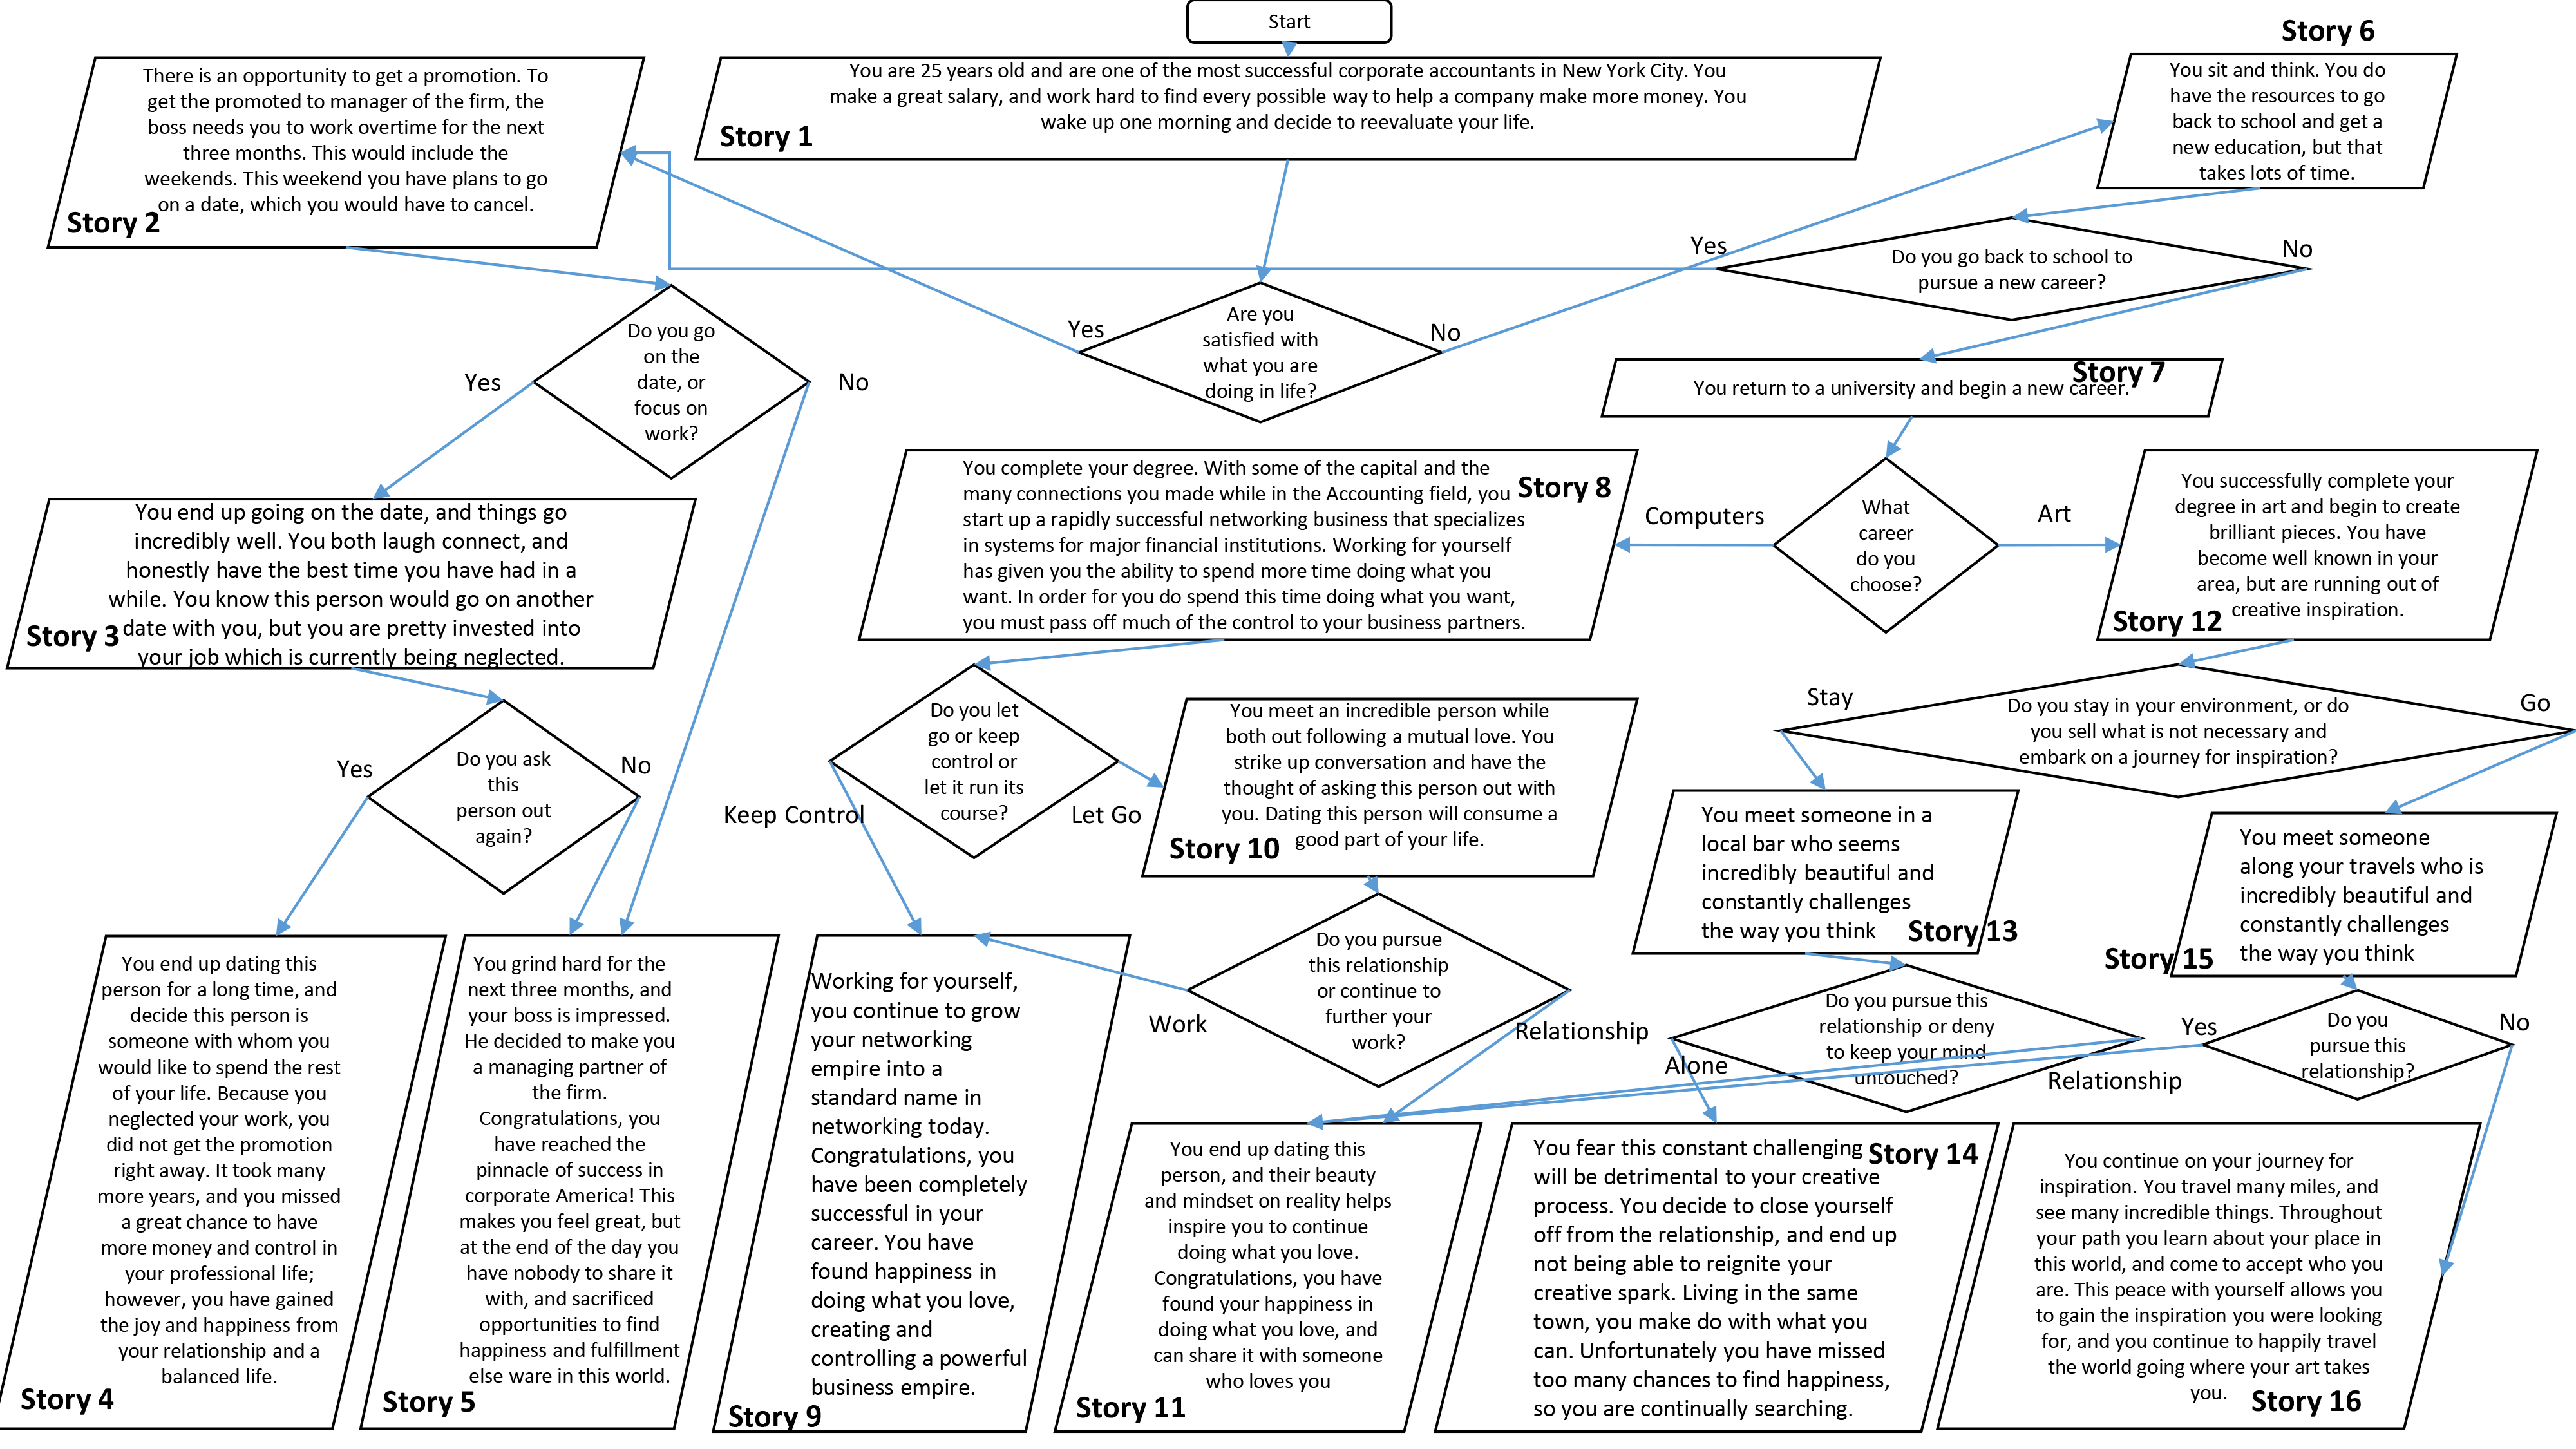 Start
Story 6
There is an opportunity to get a promotion. To
get the promoted to manager of the firm, the
boss needs you to work overtime for the next
three months. This would include the
weekends. This weekend you have plans to go
on a date, which you would have to cancel.
Story 2
You are 25 years old and are one of the most successful corporate accountants in New York City. You
make a great salary, and work hard to find every possible way to help a company make more money. You
wake up one morning and decide to reevaluate your life.
Story 1
You sit and think. You do
have the resources to go
back to school and get a
new education, but that
takes lots of time.
Yes
Do you go back to school to
pursue a new career?
No
Yes
Do you go
on the
date, or
focus on
work?
No
Yes
Are you
satisfied with
what you are
doing in life?
No
Story 7
You return to a university and begin a new career.
You end up going on the date, and things go
incredibly well. You both laugh connect, and
honestly have the best time you have had in a
while. You know this person would go on another
date with you, but you are pretty invested into
your job which is currently being neglected.
Story 3
You complete your degree. With some of the capital and the
many connections you made while in the Accounting field, you
start up a rapidly successful networking business that specializes
in systems for major financial institutions. Working for yourself
has given you the ability to spend more time doing what you
want. In order for you do spend this time doing what you want,
you must pass off much of the control to your business partners.
Story 8
Computers
What
career
do you
choose?
Art
You successfully complete your
degree in art and begin to create
brilliant pieces. You have
become well known in your
area, but are running out of
creative inspiration.
Story 12
Yes
Do you ask
this
person out
again?
No
Keep Control
Do you let
go or keep
control or
let it run its
course?
Let Go
You meet an incredible person while
both out following a mutual love. You
strike up conversation and have the
thought of asking this person out with
you. Dating this person will consume a
good part of your life.
Story 10
Stay
Do you stay in your environment, or do
you sell what is not necessary and
embark on a journey for inspiration?
Go
You meet someone in a
local bar who seems
incredibly beautiful and
constantly challenges
the way you think
Story 13
You meet someone
along your travels who is
incredibly beautiful and
constantly challenges
the way you think
Story 15
Work
Do you pursue
this relationship
or continue to
further your
work?
Relationship
Alone
Do you pursue this
relationship or deny
to keep your mind
untouched?
Relationship
Yes
Do you
pursue this
relationship?
No
You end up dating this
person for a long time, and
decide this person is
someone with whom you
would like to spend the rest
of your life. Because you
neglected your work, you
did not get the promotion
right away. It took many
more years, and you missed
a great chance to have
more money and control in
your professional life;
however, you have gained
the joy and happiness from
your relationship and a
balanced life.
Story 4
You grind hard for the
next three months, and
your boss is impressed.
He decided to make you
a managing partner of
the firm.
Congratulations, you
have reached the
pinnacle of success in
corporate America! This
makes you feel great, but
at the end of the day you
have nobody to share it
with, and sacrificed
opportunities to find
happiness and fulfillment
else ware in this world.
Story 5
Working for yourself,
you continue to grow
your networking
empire into a
standard name in
networking today.
Congratulations, you
have been completely
successful in your
career. You have
found happiness in
doing what you love,
creating and
controlling a powerful
business empire.
Story 9
You end up dating this
person, and their beauty
and mindset on reality helps
inspire you to continue
doing what you love.
Congratulations, you have
found your happiness in
doing what you love, and
can share it with someone
who loves you
Story 11
You fear this constant challenging
will be detrimental to your creative
process. You decide to close yourself
off from the relationship, and end up
not being able to reignite your
creative spark. Living in the same
town, you make do with what you
can. Unfortunately you have missed
too many chances to find happiness,
so you are continually searching.
Story 14
You continue on your journey for
inspiration. You travel many miles, and
see many incredible things. Throughout
your path you learn about your place in
this world, and come to accept who you
are. This peace with yourself allows you
to gain the inspiration you were looking
for, and you continue to happily travel
the world going where your art takes
you.
Story 16